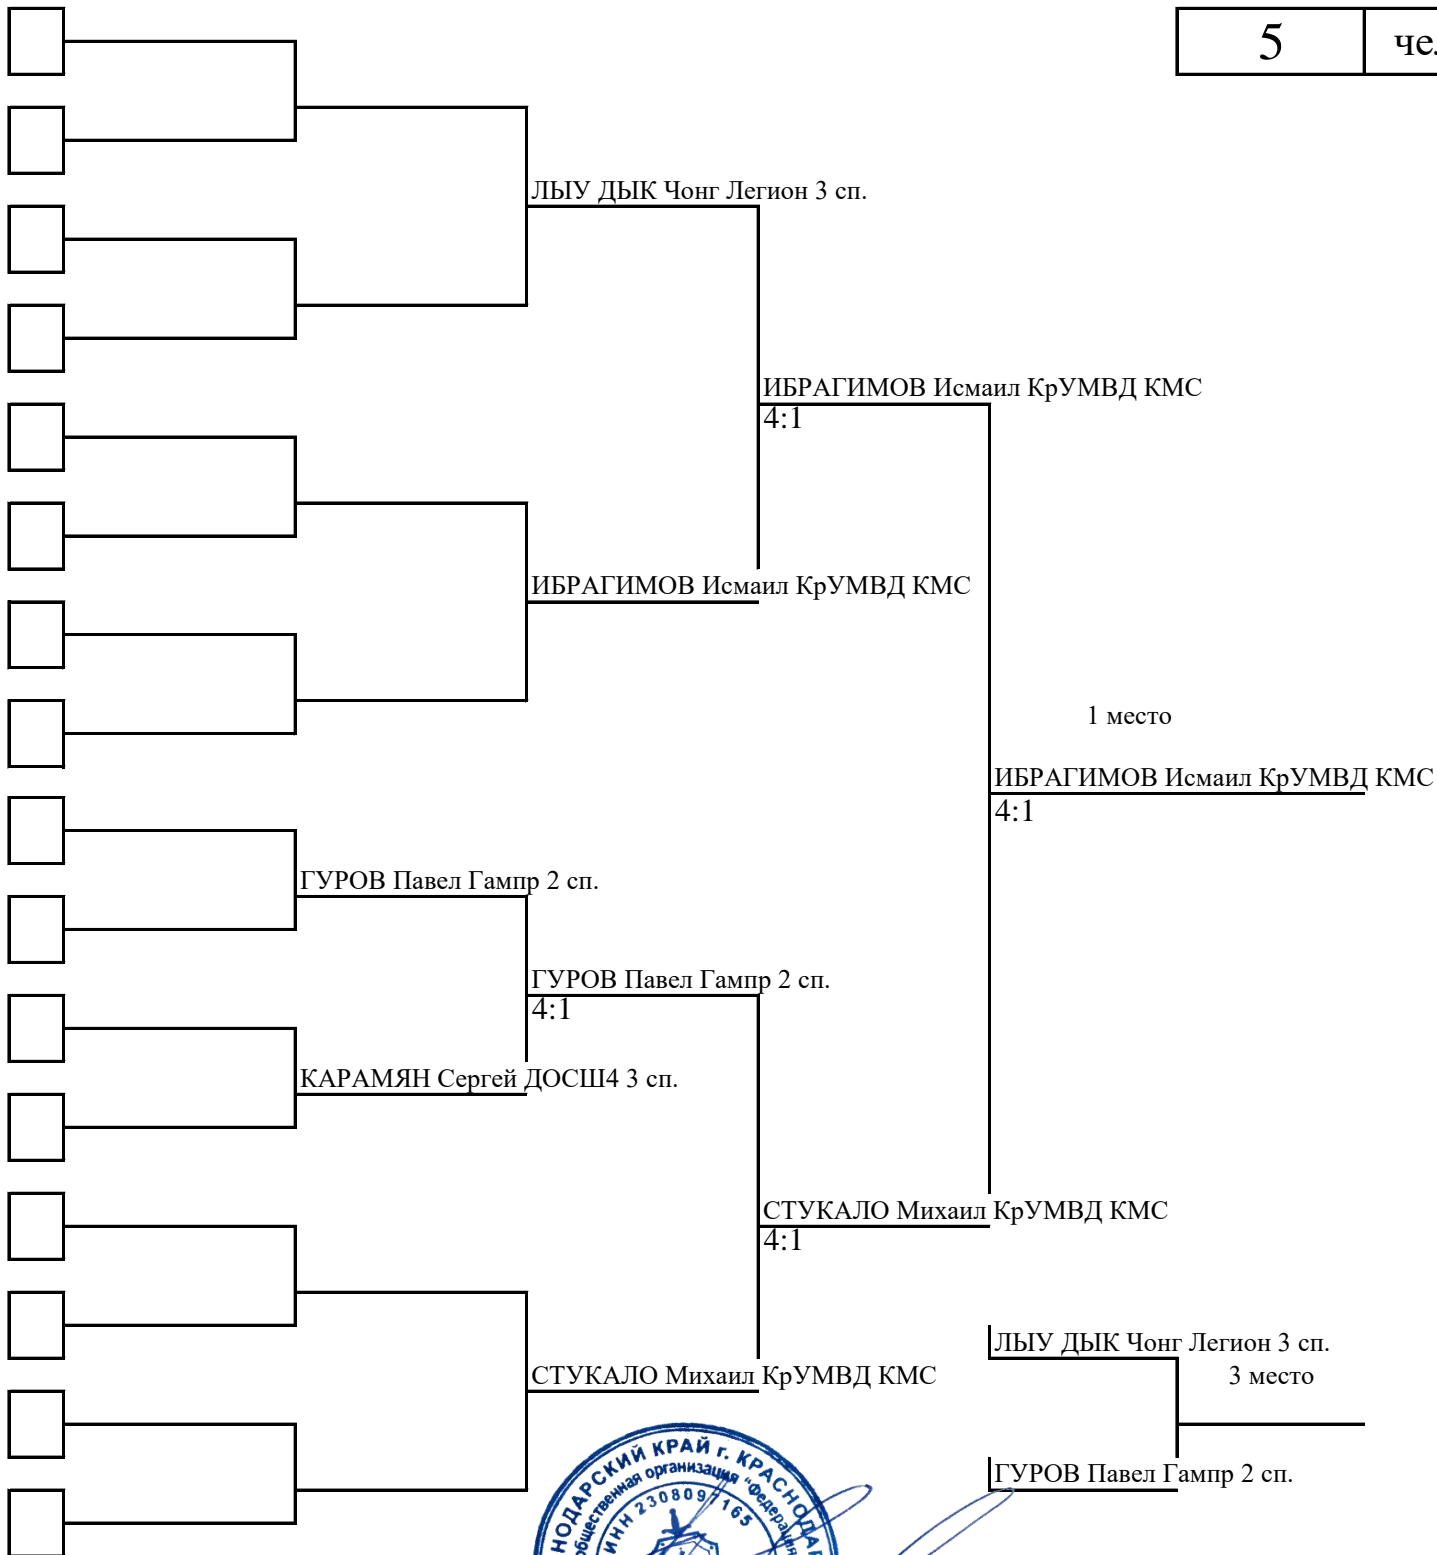 5 че
ЛЫУ ДЫК Чонг Легион 3 сп.
ИБРАГИМОВ Исмаил КрУМВД КМС
4:1
ИБРАГИМОВ Исмаил КрУМВД КМС
1 место
ИБРАГИМОВ Исмаил КрУМВД КМС
4:1
ГУРОВ Павел Гампр 2 сп.
ГУРОВ Павел Гампр 2 сп.
4:1
КАРАМЯН Сергей ДОСШ4 3 сп.
СТУКАЛО Михаил КрУМВД КМС
4:1
ЛЫУ ДЫК Чонг Легион 3 сп.
СТУКАЛО Михаил КрУМВД КМС
3 место
ГУРОВ Павел Гампр 2 сп.
НОДАРСКИЙ КРАЙ г. КРАСНОДАР
общественная организация "Федерация
ИНН 2308097165